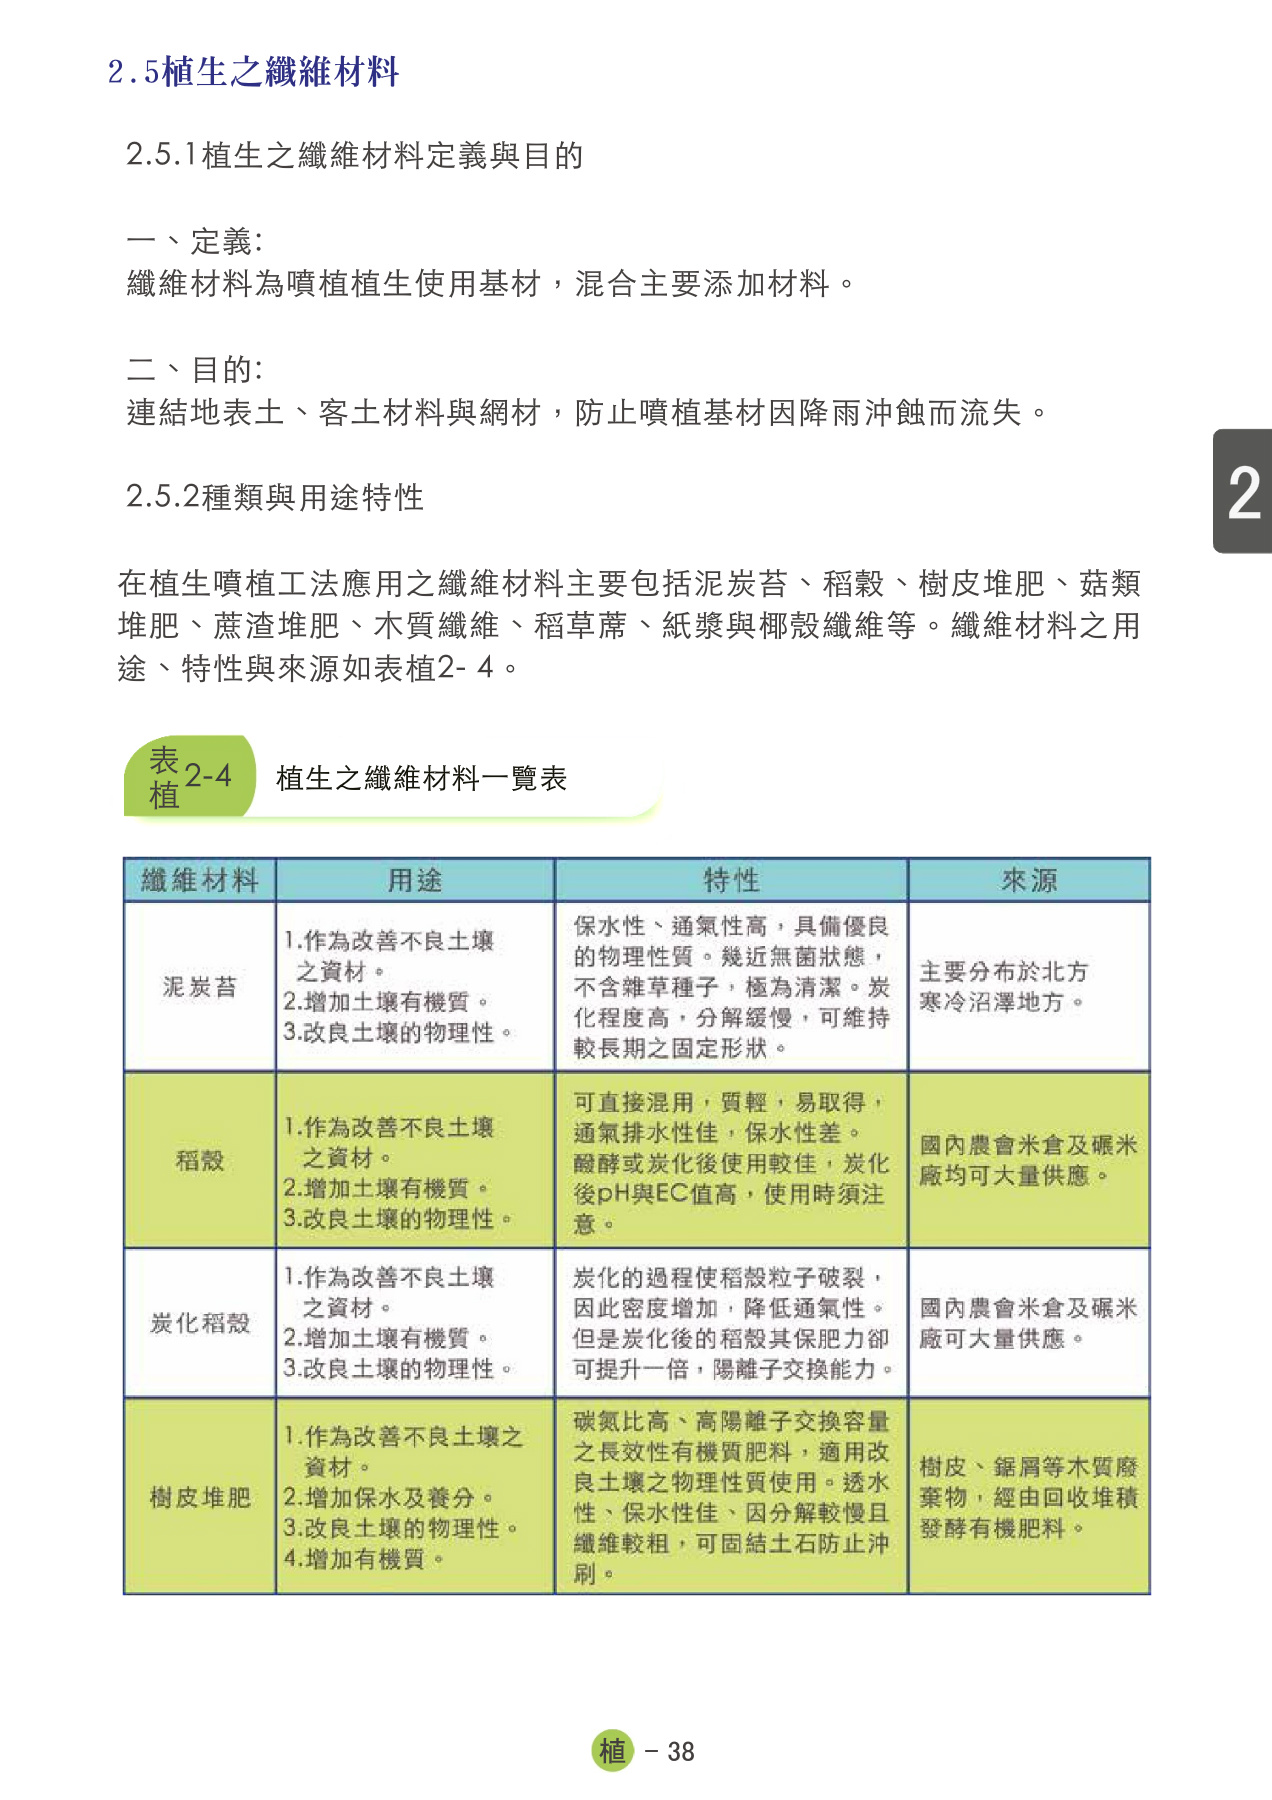 2.5植生之纖維材料
2.5.1植生之纖維材料定義與目的
一、定義:
纖維材料為噴植植生使用基材，混合主要添加材料。
二、目的:
連結地表土、客土材料與網材，防止噴植基材因降雨沖蝕而流失。
2
2.5.2種類與用途特性
在植生噴植工法應用之纖維材料主要包括泥炭苔、稻穀、樹皮堆肥、菇類
堆肥、蔗渣堆肥、木質纖維、稻草蓆、紙漿與椰殼纖維等。纖維材料之用
途、特性與來源如表植2- 4。
表植2-4 植生之纖維材料一覽表
纖維材料 用途 特性 來源
泥炭苔
1.作為改善不良土壤
之資材。
2.增加土壤有機質。
3.改良土壤的物理性。
保水性、通氣性高，具備優良
的物理性質。幾近無菌狀態，
不含雜草種子，極為清潔。炭
化程度高，分解緩慢，可維持
較長期之固定形狀。
主要分布於北方
寒冷沼澤地方。
稻殼
1.作為改善不良土壤
之資材。
2.增加土壤有機質。
3.改良土壤的物理性。
可直接混用，質輕，易取得，
通氣排水性佳，保水性差。
醱酵或炭化後使用較佳，炭化
後pH與EC值高，使用時須注
意。
國內農會米倉及碾米
廠均可大量供應。
炭化稻殼
1.作為改善不良土壤
之資材。
2.增加土壤有機質。
3.改良土壤的物理性。
炭化的過程使稻殼粒子破裂，
因此密度增加，降低通氣性。
但是炭化後的稻殼其保肥力卻
可提升一倍，陽離子交換能力。
國內農會米倉及碾米
廠可大量供應。
樹皮堆肥
1.作為改善不良土壤之
資材。
2.增加保水及養分。
3.改良土壤的物理性。
4.增加有機質。
碳氮比高、高陽離子交換容量
之長效性有機質肥料，適用改
良土壤之物理性質使用。透水
性、保水性佳、因分解較慢且
纖維較粗，可固結土石防止沖
刷。
樹皮、鋸屑等木質廢
棄物，經由回收堆積
發酵有機肥料。
植 - 38